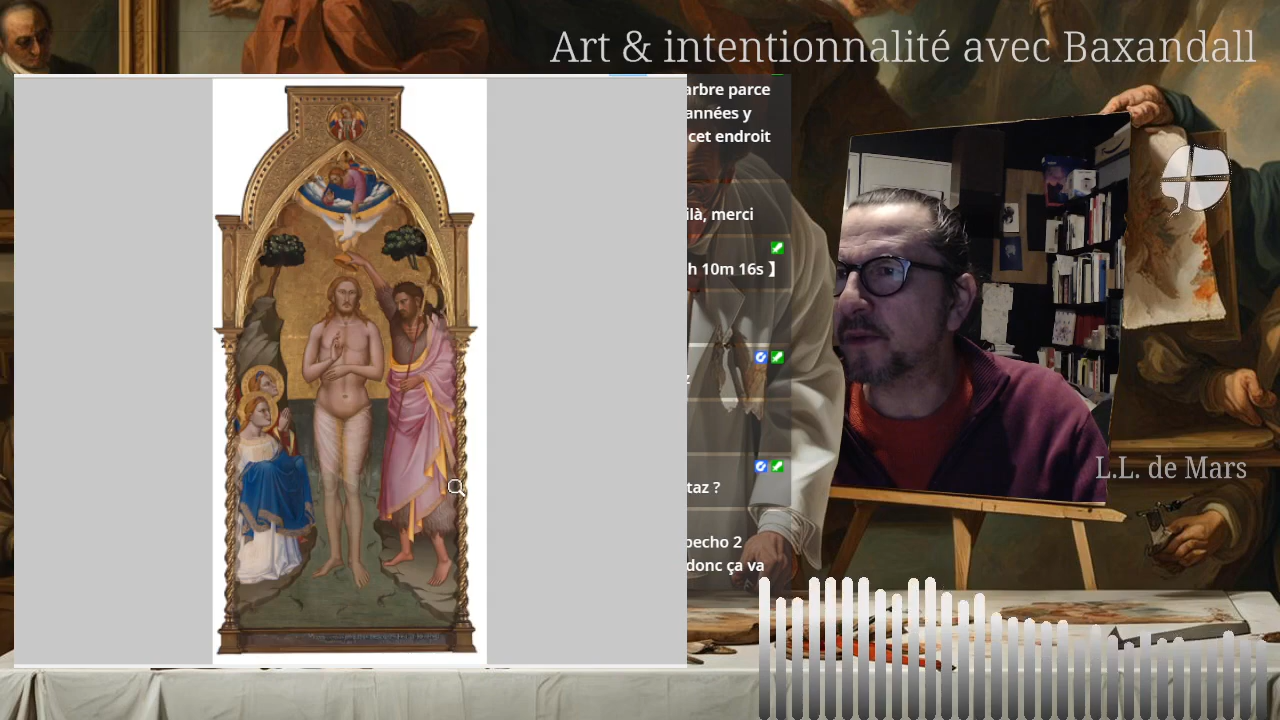 Art & intentionnalité avec Baxandall
arbre parce
années y
cet endroit
ilà, merci
h 10m 16s 】
z
taz ?
pecho 2
donc ça va
L.L. de Mars